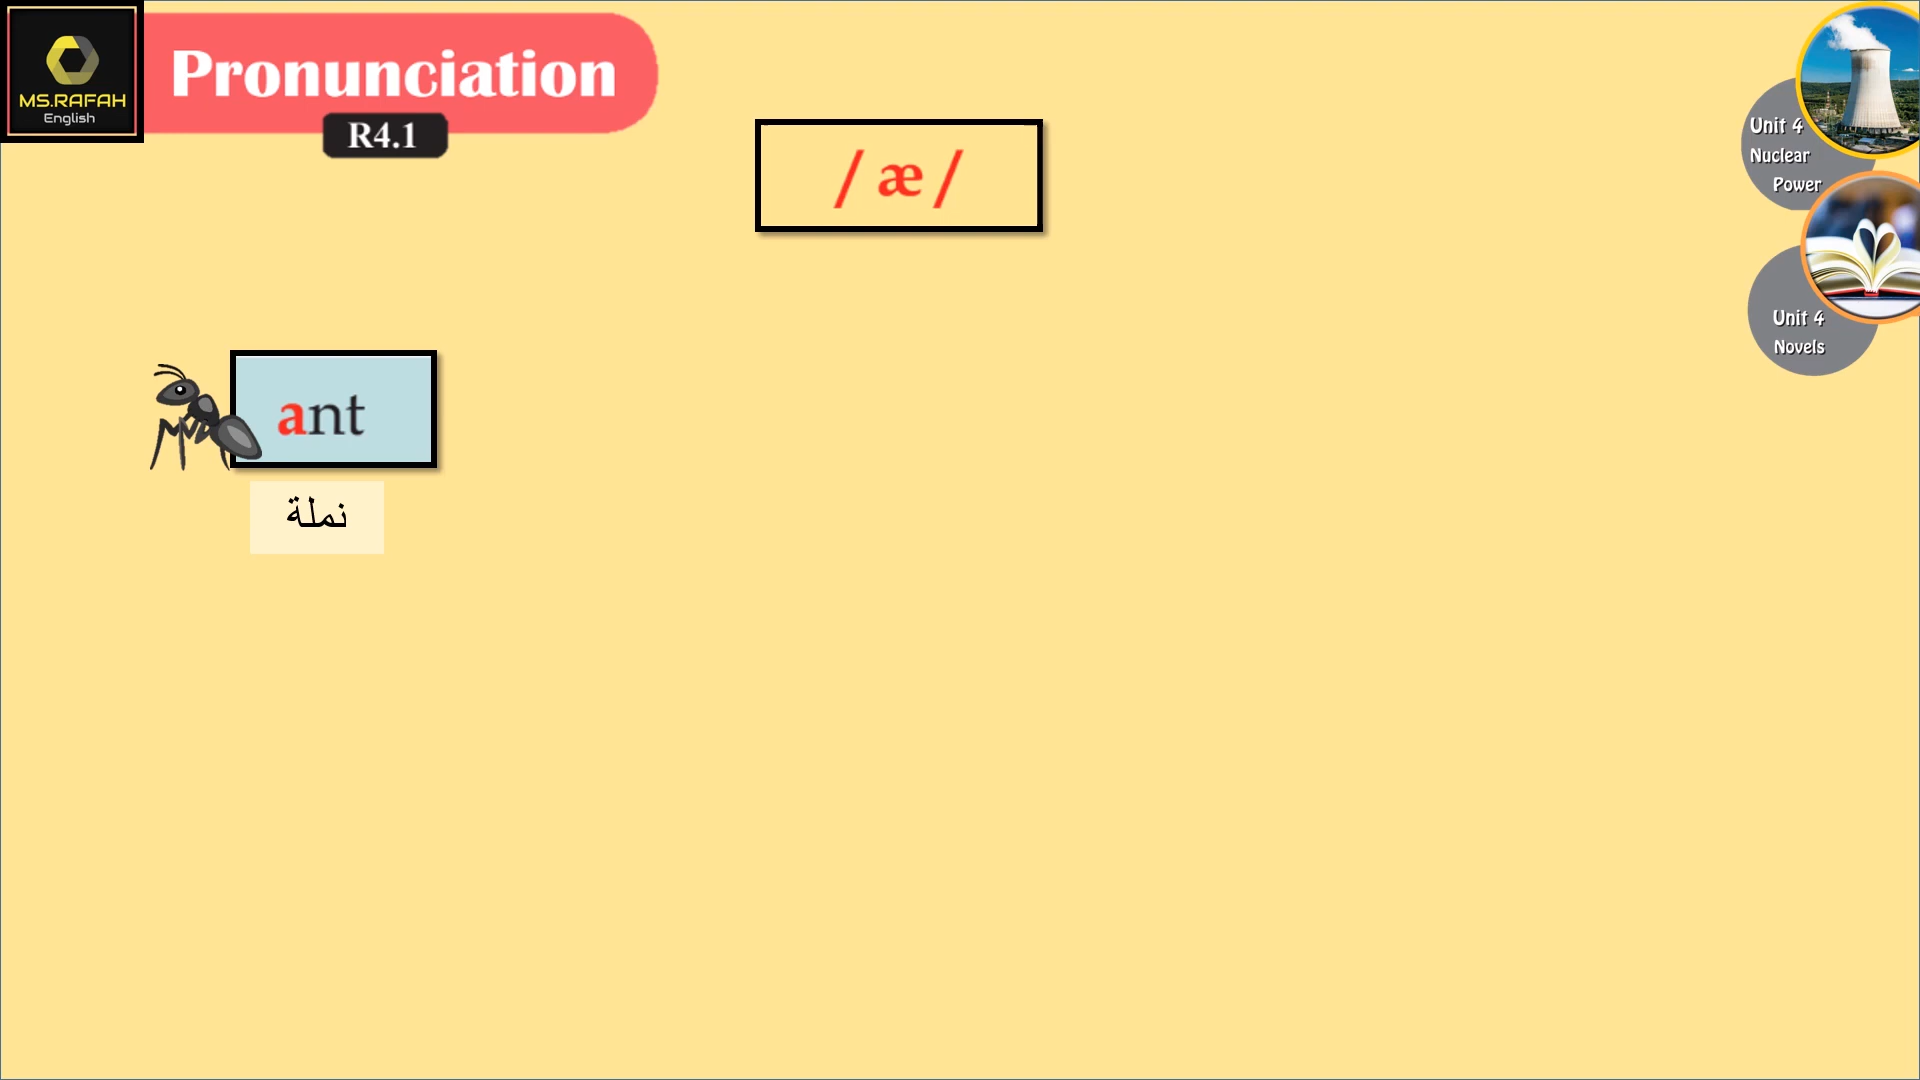 MS.RAFAH
English
Pronunciation
R4.1
/ æ /
Unit 4
Nuclear
Power
Unit 4
Novels
ant
نملة